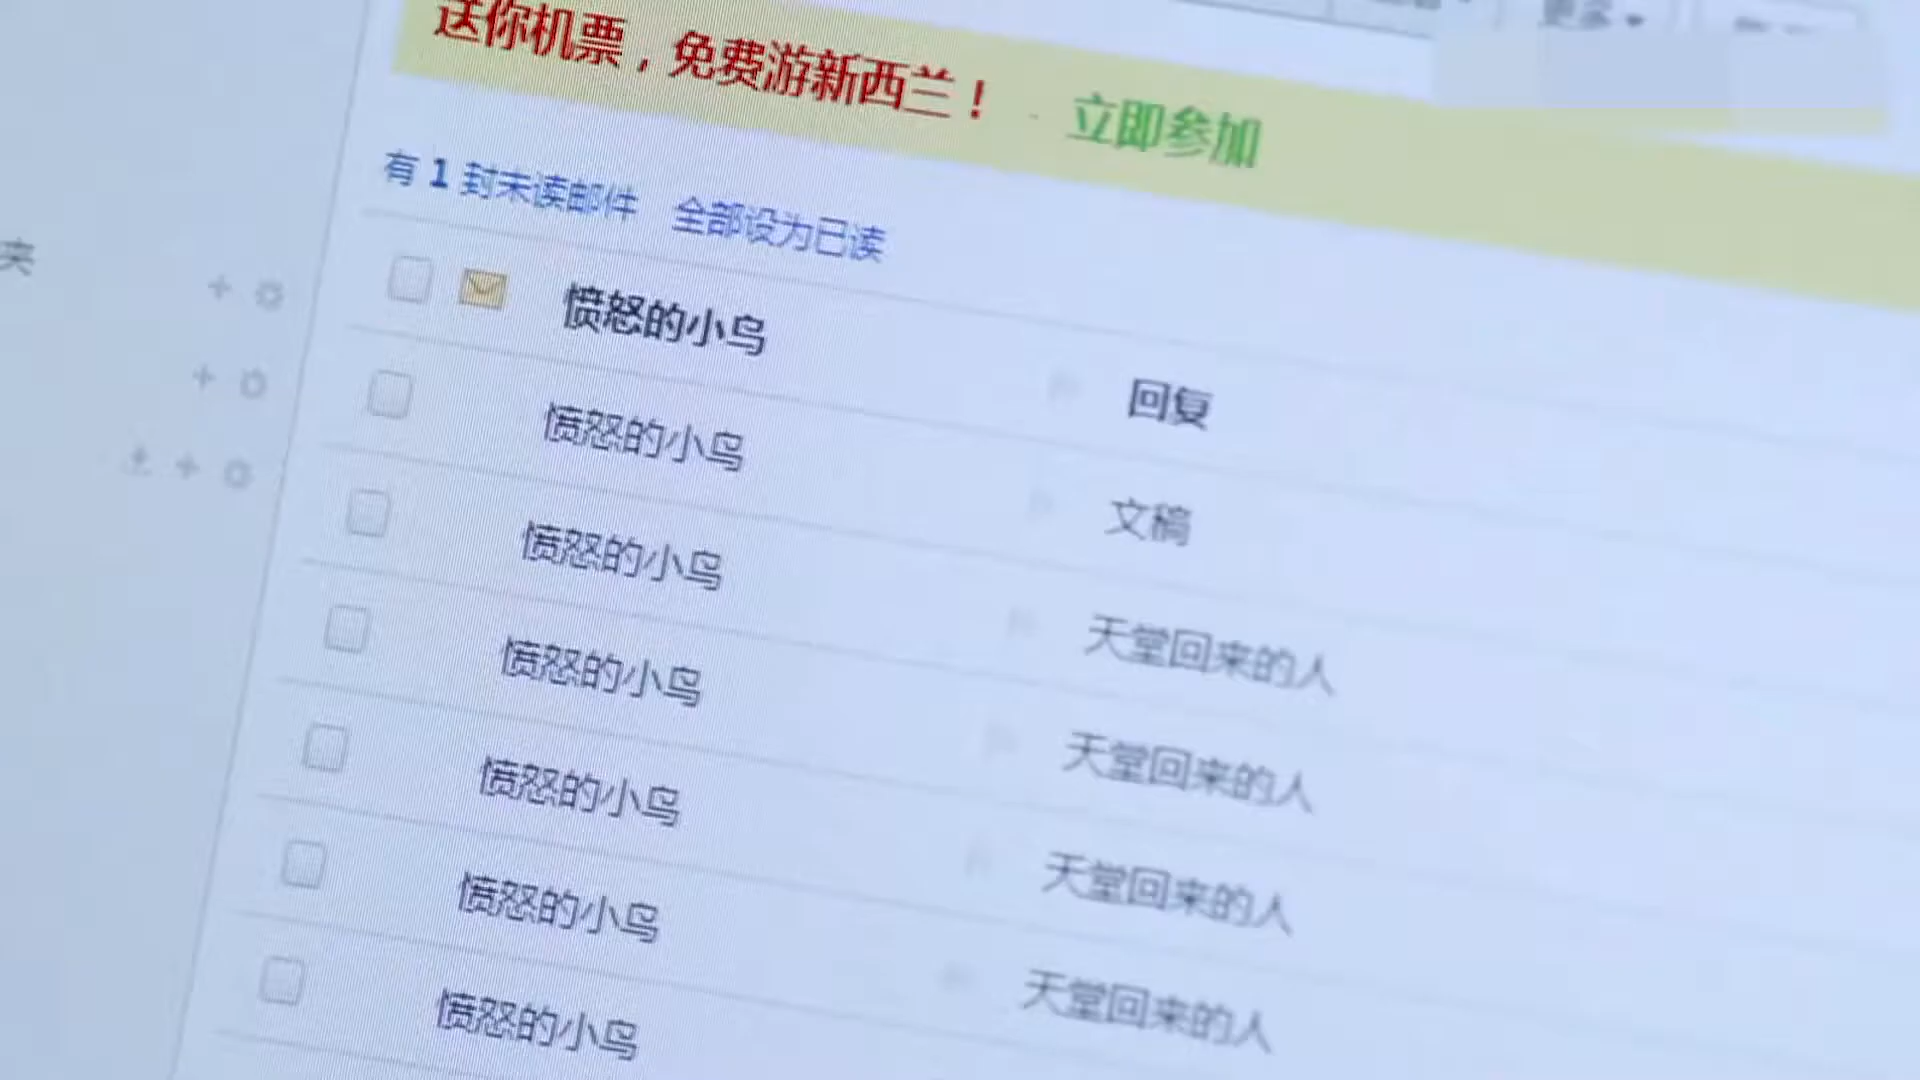 更多
送你机票，免费游新西兰！ · 立即参加
有 1 封未读邮件 全部设为已读
夹
愤怒的小鸟 回复
愤怒的小鸟 文稿
愤怒的小鸟 天堂回来的人
愤怒的小鸟 天堂回来的人
愤怒的小鸟 天堂回来的人
愤怒的小鸟 天堂回来的人
愤怒的小鸟